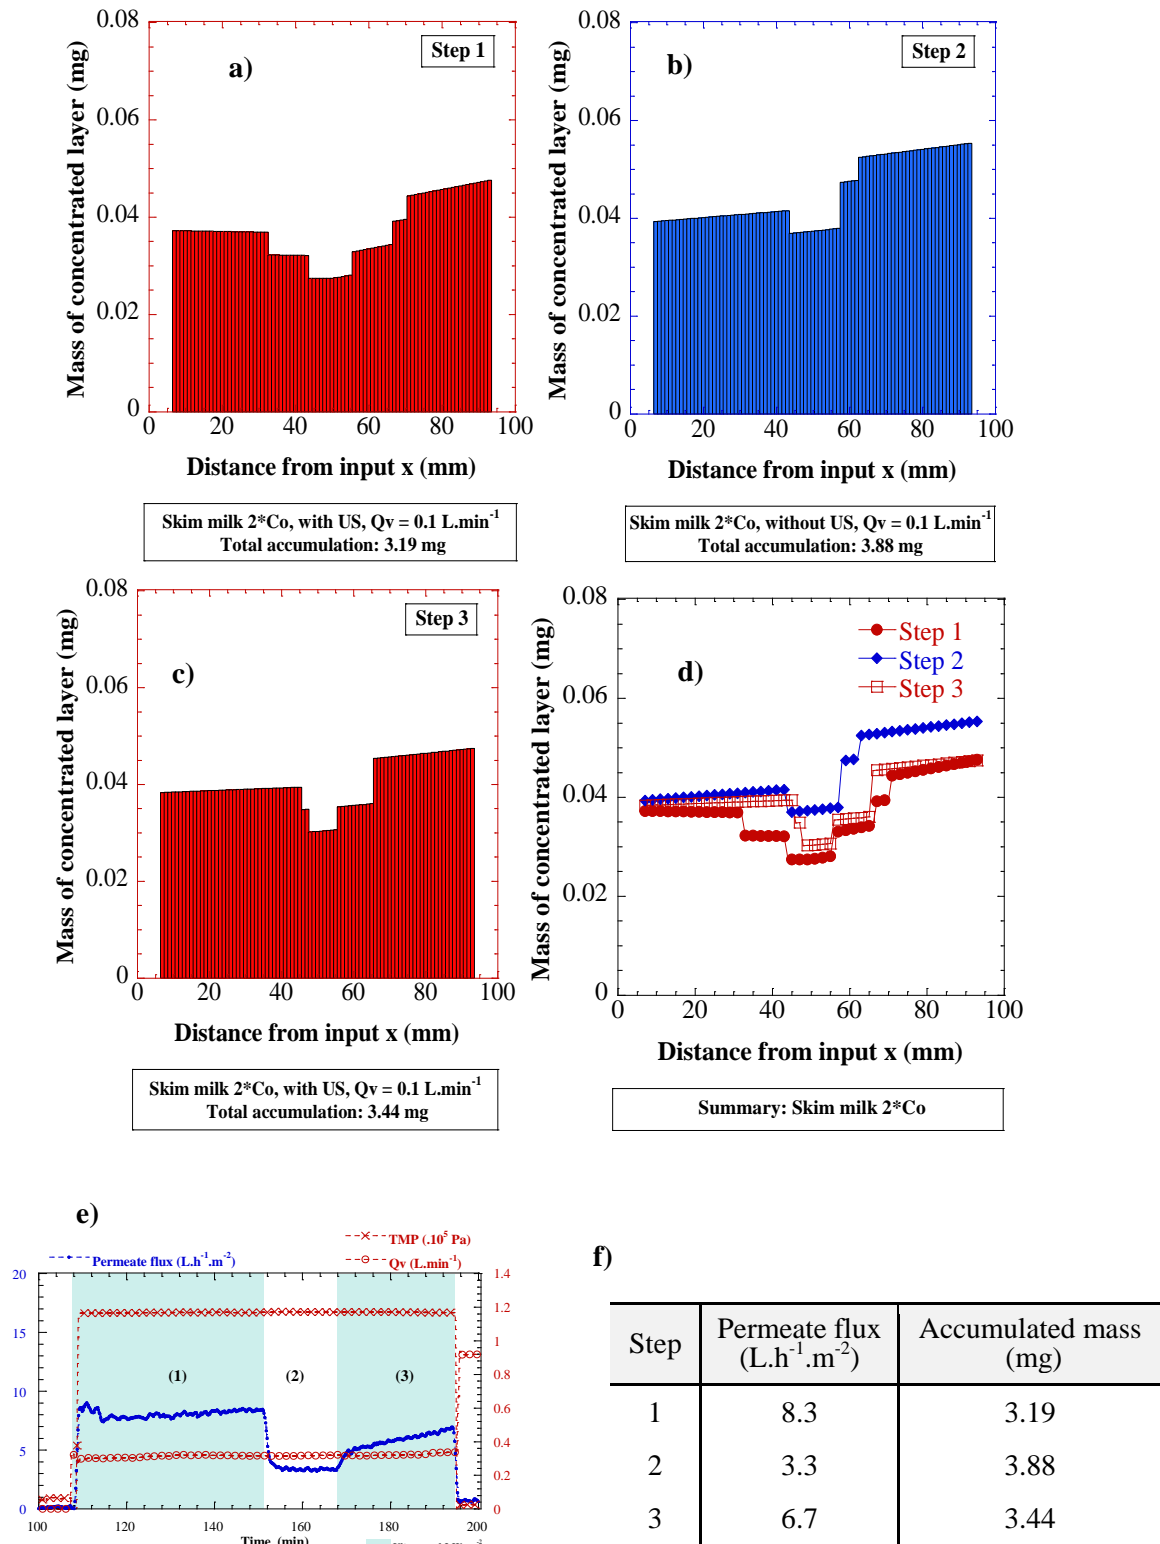 0.08
0.06
0.04
0.02
0
Mass of concentrated layer (mg)
a)
Step 1
0 20 40 60 80 100
Distance from input x (mm)
Skim milk 2*Co, with US, Qv = 0.1 L.min-1
Total accumulation: 3.19 mg
0.08
0.06
0.04
0.02
0
Mass of concentrated layer (mg)
b)
Step 2
0 20 40 60 80 100
Distance from input x (mm)
Skim milk 2*Co, without US, Qv = 0.1 L.min-1
Total accumulation: 3.88 mg
0.08
0.06
0.04
0.02
0
Mass of concentrated layer (mg)
c)
Step 3
0 20 40 60 80 100
Distance from input x (mm)
Skim milk 2*Co, with US, Qv = 0.1 L.min-1
Total accumulation: 3.44 mg
0.08
0.06
0.04
0.02
0
Mass of concentrated layer (mg)
d)
Step 1
Step 2
Step 3
0 20 40 60 80 100
Distance from input x (mm)
Summary: Skim milk 2*Co
e)
TMP (.10^5 Pa)
Permeate flux (L.h-1.m-2)
Qv (L.min-1)
20
15
10
5
0
1.4
1.2
1
0.8
0.6
0.4
0.2
0
(1) (2) (3)
100 120 140 160 180 200
Time (min)
f)
Step Permeate flux (L.h-1.m-2) Accumulated mass (mg)
1 8.3 3.19
2 3.3 3.88
3 6.7 3.44